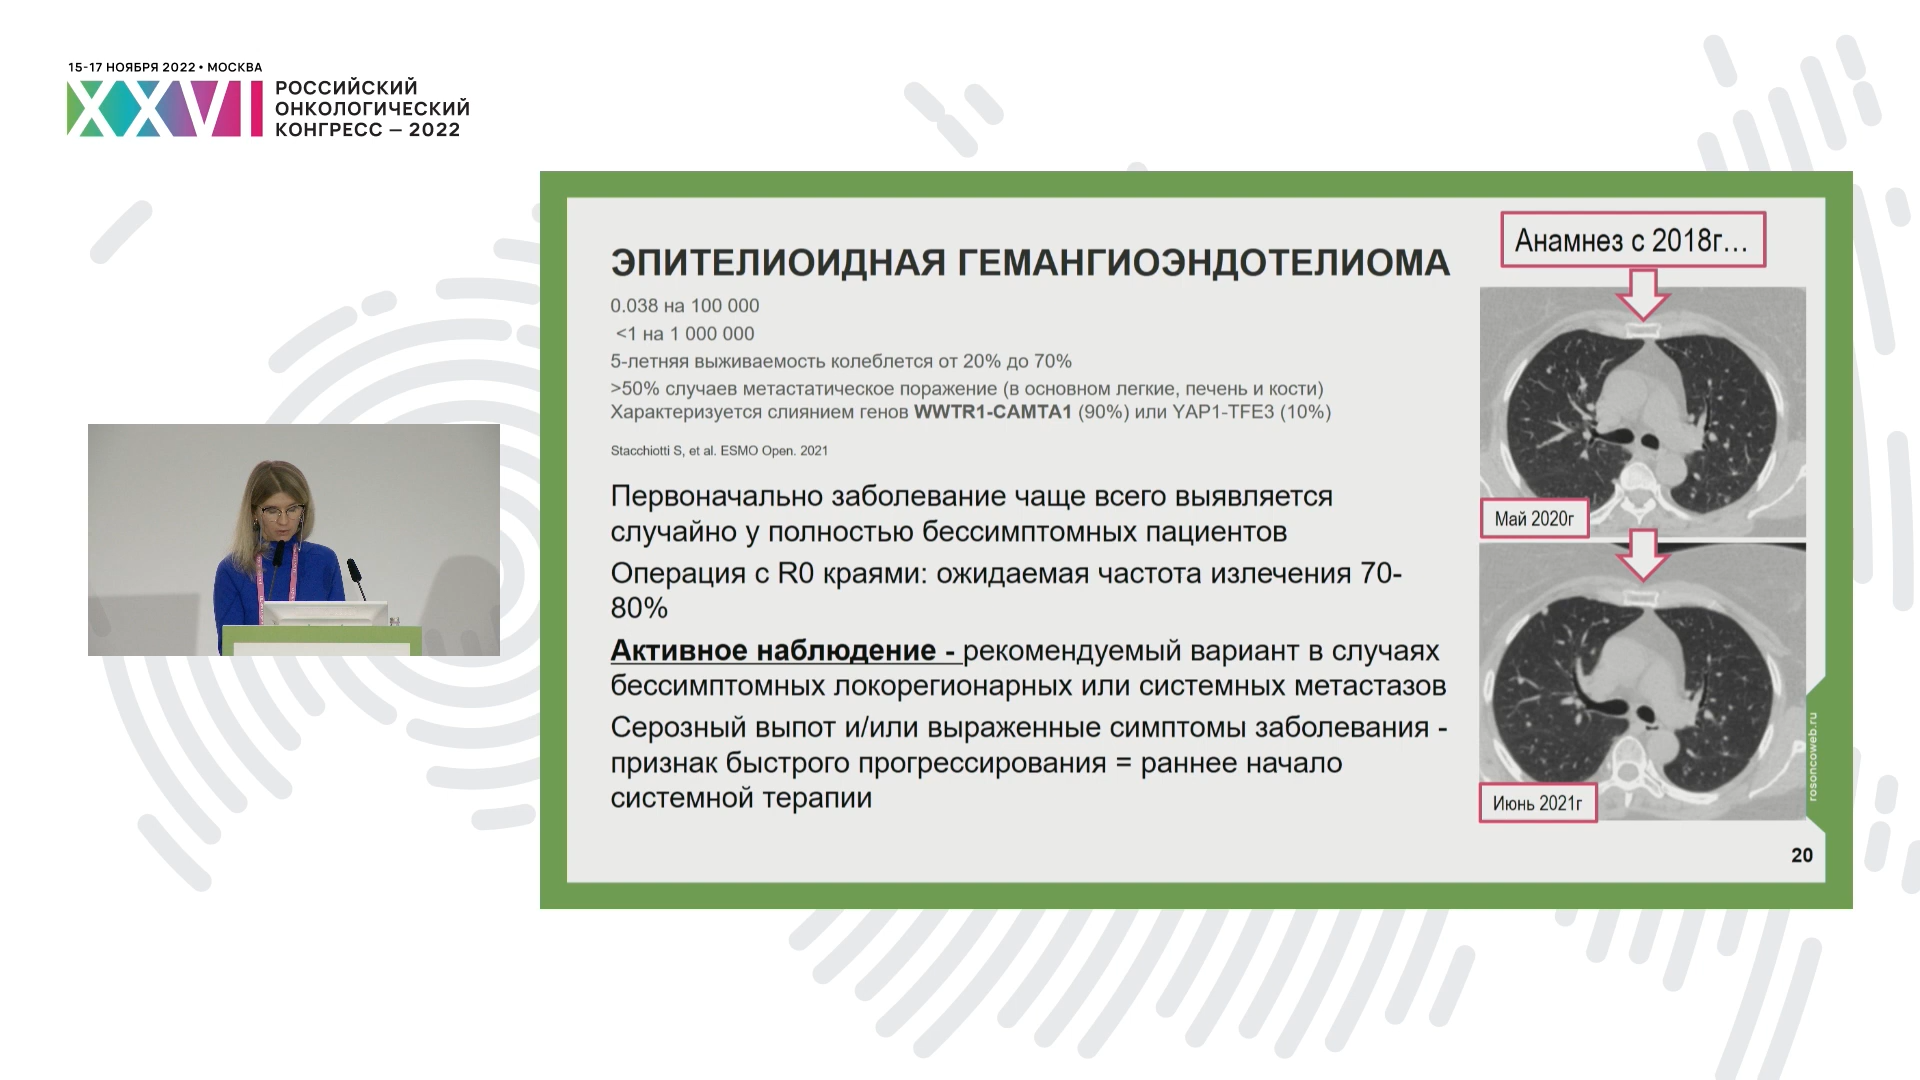 15-17 НОЯБРЯ 2022 • МОСКВА
XXVI
РОССИЙСКИЙ
ОНКОЛОГИЧЕСКИЙ
КОНГРЕСС – 2022
ЭПИТЕЛИОИДНАЯ ГЕМАНГИОЭНДОТЕЛИОМА
0.038 на 100 000
<1 на 1 000 000
5-летняя выживаемость колеблется от 20% до 70%
>50% случаев метастатическое поражение (в основном легкие, печень и кости)
Характеризуется слиянием генов WWTR1-CAMTA1 (90%) или YAP1-TFE3 (10%)
Stacchiotti S, et al. ESMO Open. 2021
Первоначально заболевание чаще всего выявляется
случайно у полностью бессимптомных пациентов
Операция с R0 краями: ожидаемая частота излечения 70-
80%
Активное наблюдение - рекомендуемый вариант в случаях
бессимптомных локорегионарных или системных метастазов
Серозный выпот и/или выраженные симптомы заболевания -
признак быстрого прогрессирования = раннее начало
системной терапии
Анамнез с 2018г...
Май 2020г
Июнь 2021г
rosoncoweb.ru
20